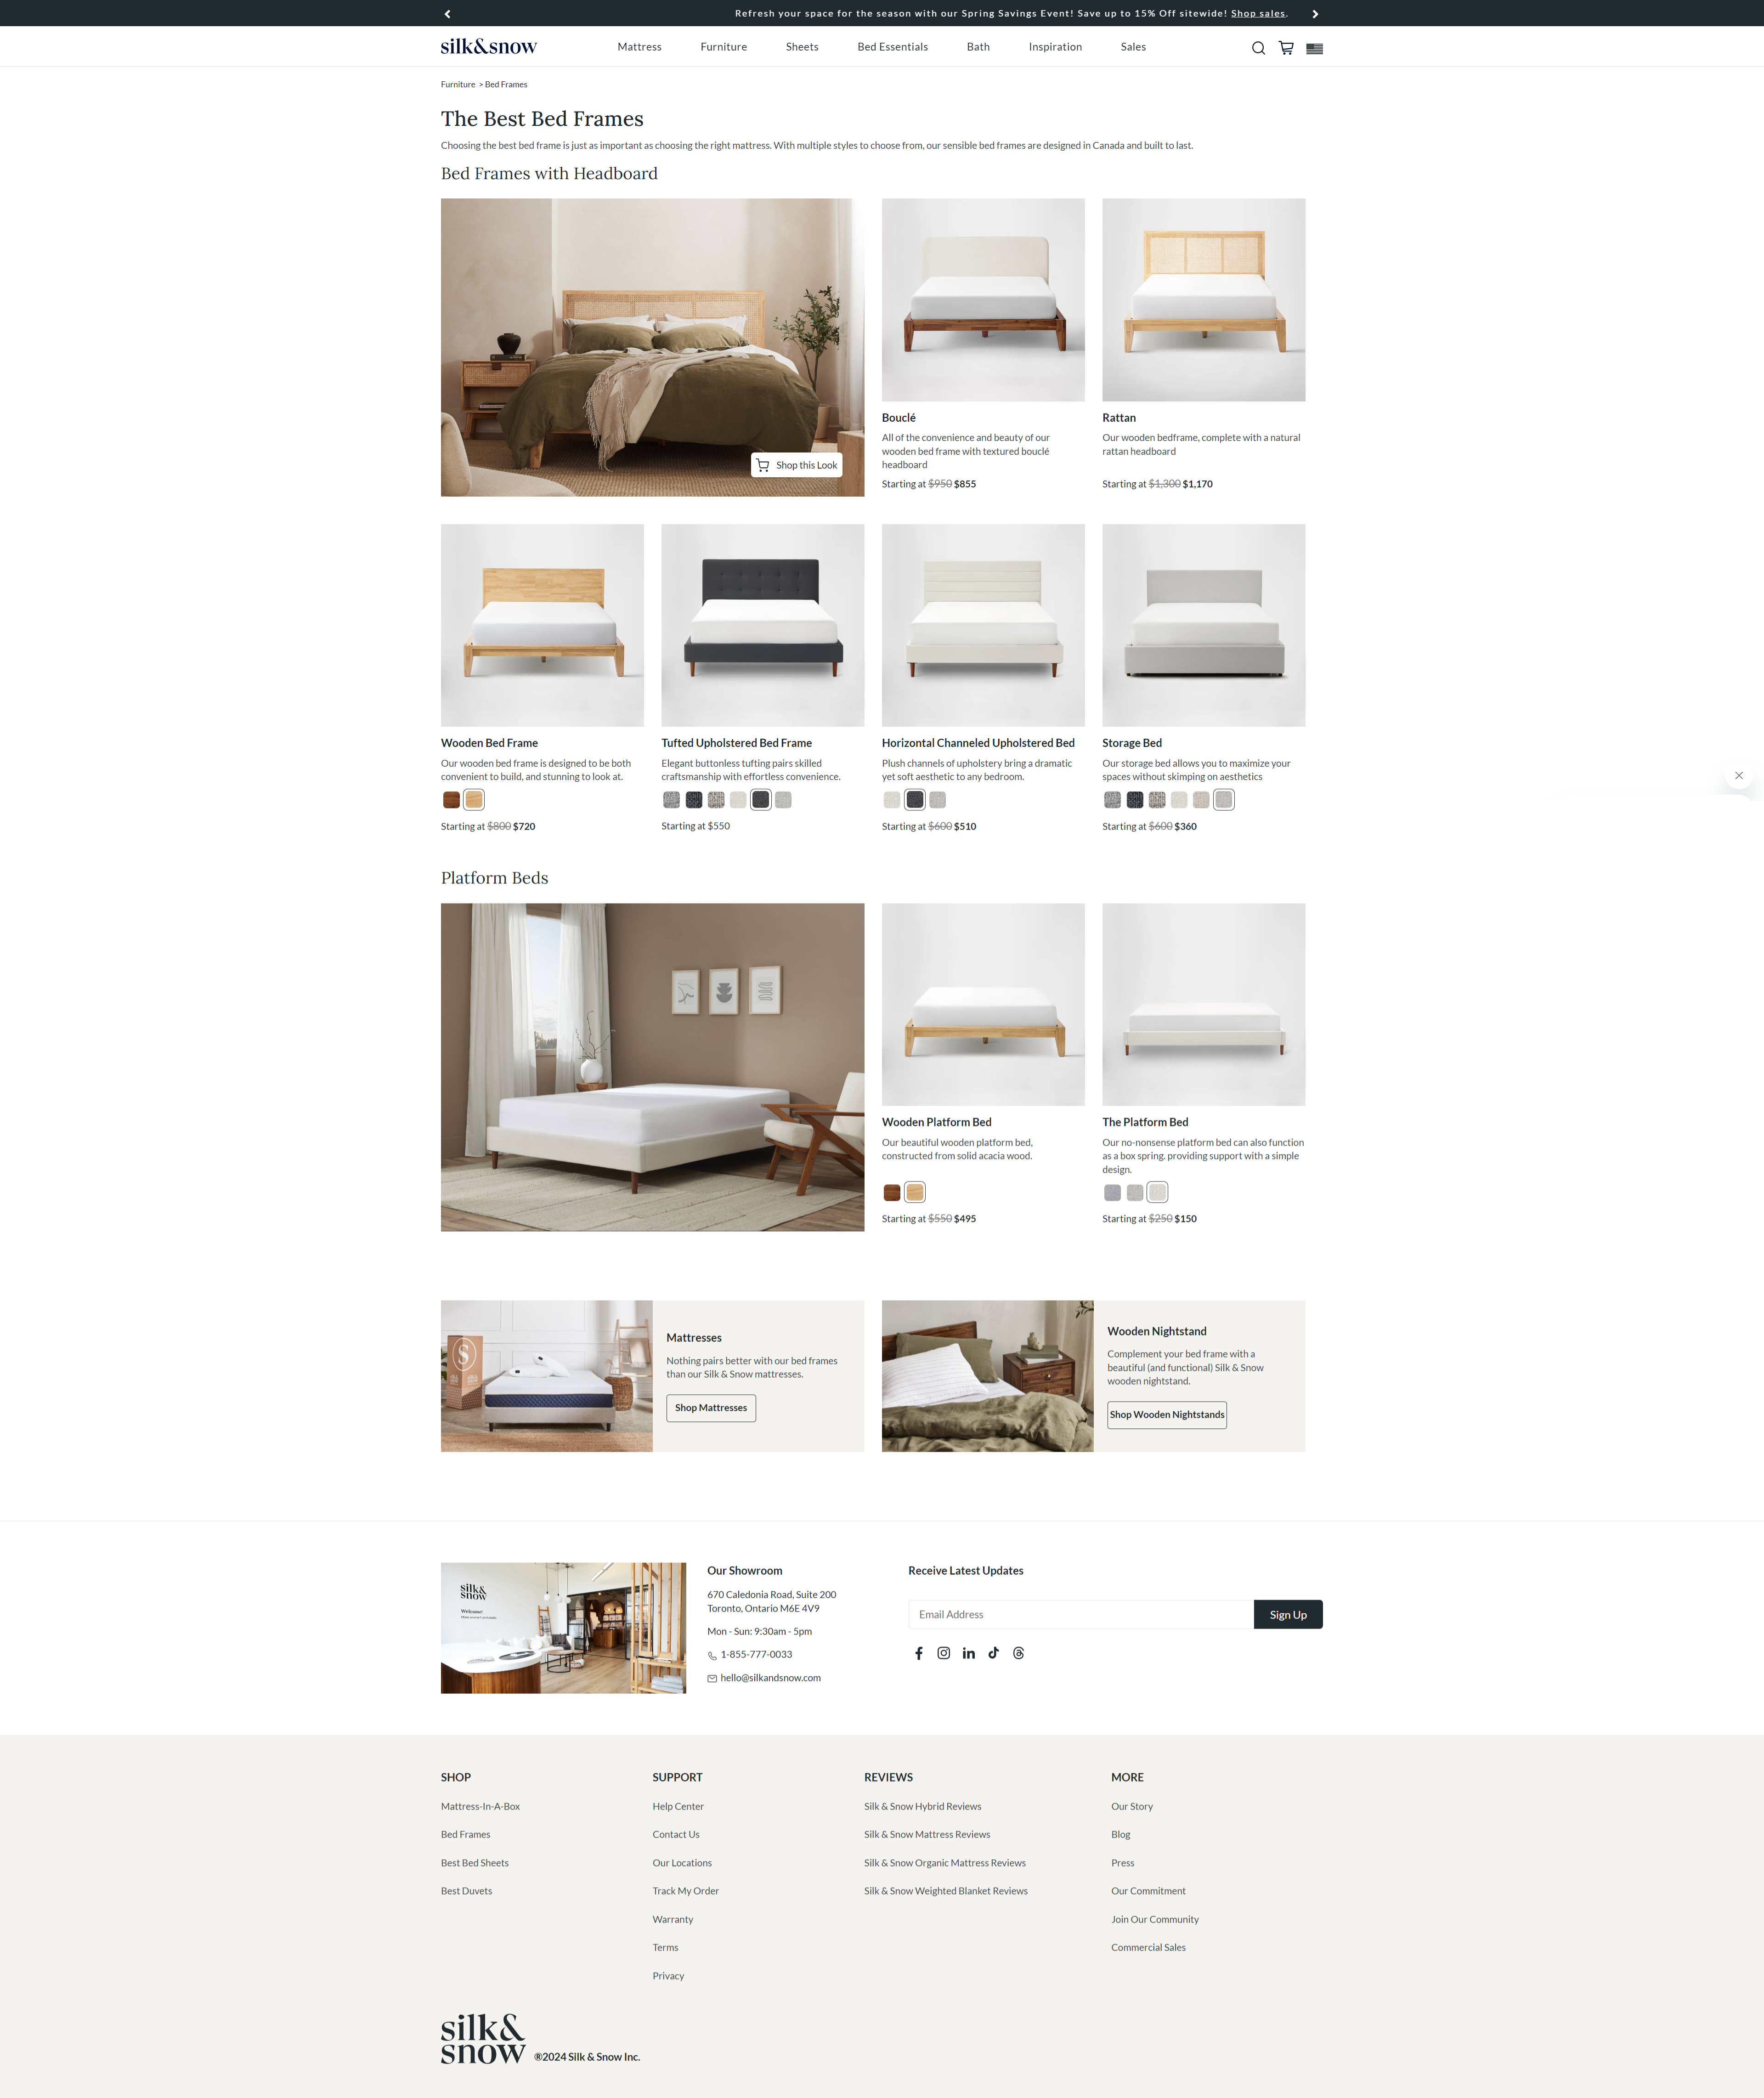 Refresh your space for the season with our Spring Savings Event! Save up to 15% Off sitewide! Shop sales.
silk&snow
Mattress
Furniture
Sheets
Bed Essentials
Bath
Inspiration
Sales
Furniture > Bed Frames
The Best Bed Frames
Choosing the best bed frame is just as important as choosing the right mattress. With multiple styles to choose from, our sensible bed frames are designed in Canada and built to last.
Bed Frames with Headboard
Shop this Look
Bouclé
All of the convenience and beauty of our
wooden bed frame with textured bouclé
headboard
Starting at $950 $855
Rattan
Our wooden bedframe, complete with a natural
rattan headboard
Starting at $1,300 $1,170
Wooden Bed Frame
Our wooden bed frame is designed to be both
convenient to build, and stunning to look at.
Starting at $800 $720
Tufted Upholstered Bed Frame
Elegant buttonless tufting pairs skilled
craftsmanship with effortless convenience.
Starting at $550
Horizontal Channeled Upholstered Bed
Plush channels of upholstery bring a dramatic
yet soft aesthetic to any bedroom.
Starting at $600 $510
Storage Bed
Our storage bed allows you to maximize your
spaces without skimping on aesthetics
Starting at $600 $360
Platform Beds
Wooden Platform Bed
Our beautiful wooden platform bed,
constructed from solid acacia wood.
Starting at $550 $495
The Platform Bed
Our no-nonsense platform bed can also function
as a box spring. providing support with a simple
design.
Starting at $250 $150
S
Mattresses
Nothing pairs better with our bed frames
than our Silk & Snow mattresses.
Shop Mattresses
Wooden Nightstand
Complement your bed frame with a
beautiful (and functional) Silk & Snow
wooden nightstand.
Shop Wooden Nightstands
silk&
snow
Welcome!
Our Showroom
670 Caledonia Road, Suite 200
Toronto, Ontario M6E 4V9
Mon - Sun: 9:30am - 5pm
1-855-777-0033
hello@silkandsnow.com
Receive Latest Updates
Email Address
Sign Up
SHOP
Mattress-In-A-Box
Bed Frames
Best Bed Sheets
Best Duvets
SUPPORT
Help Center
Contact Us
Our Locations
Track My Order
Warranty
Terms
Privacy
REVIEWS
Silk & Snow Hybrid Reviews
Silk & Snow Mattress Reviews
Silk & Snow Organic Mattress Reviews
Silk & Snow Weighted Blanket Reviews
MORE
Our Story
Blog
Press
Our Commitment
Join Our Community
Commercial Sales
silk&
snow
®2024 Silk & Snow Inc.